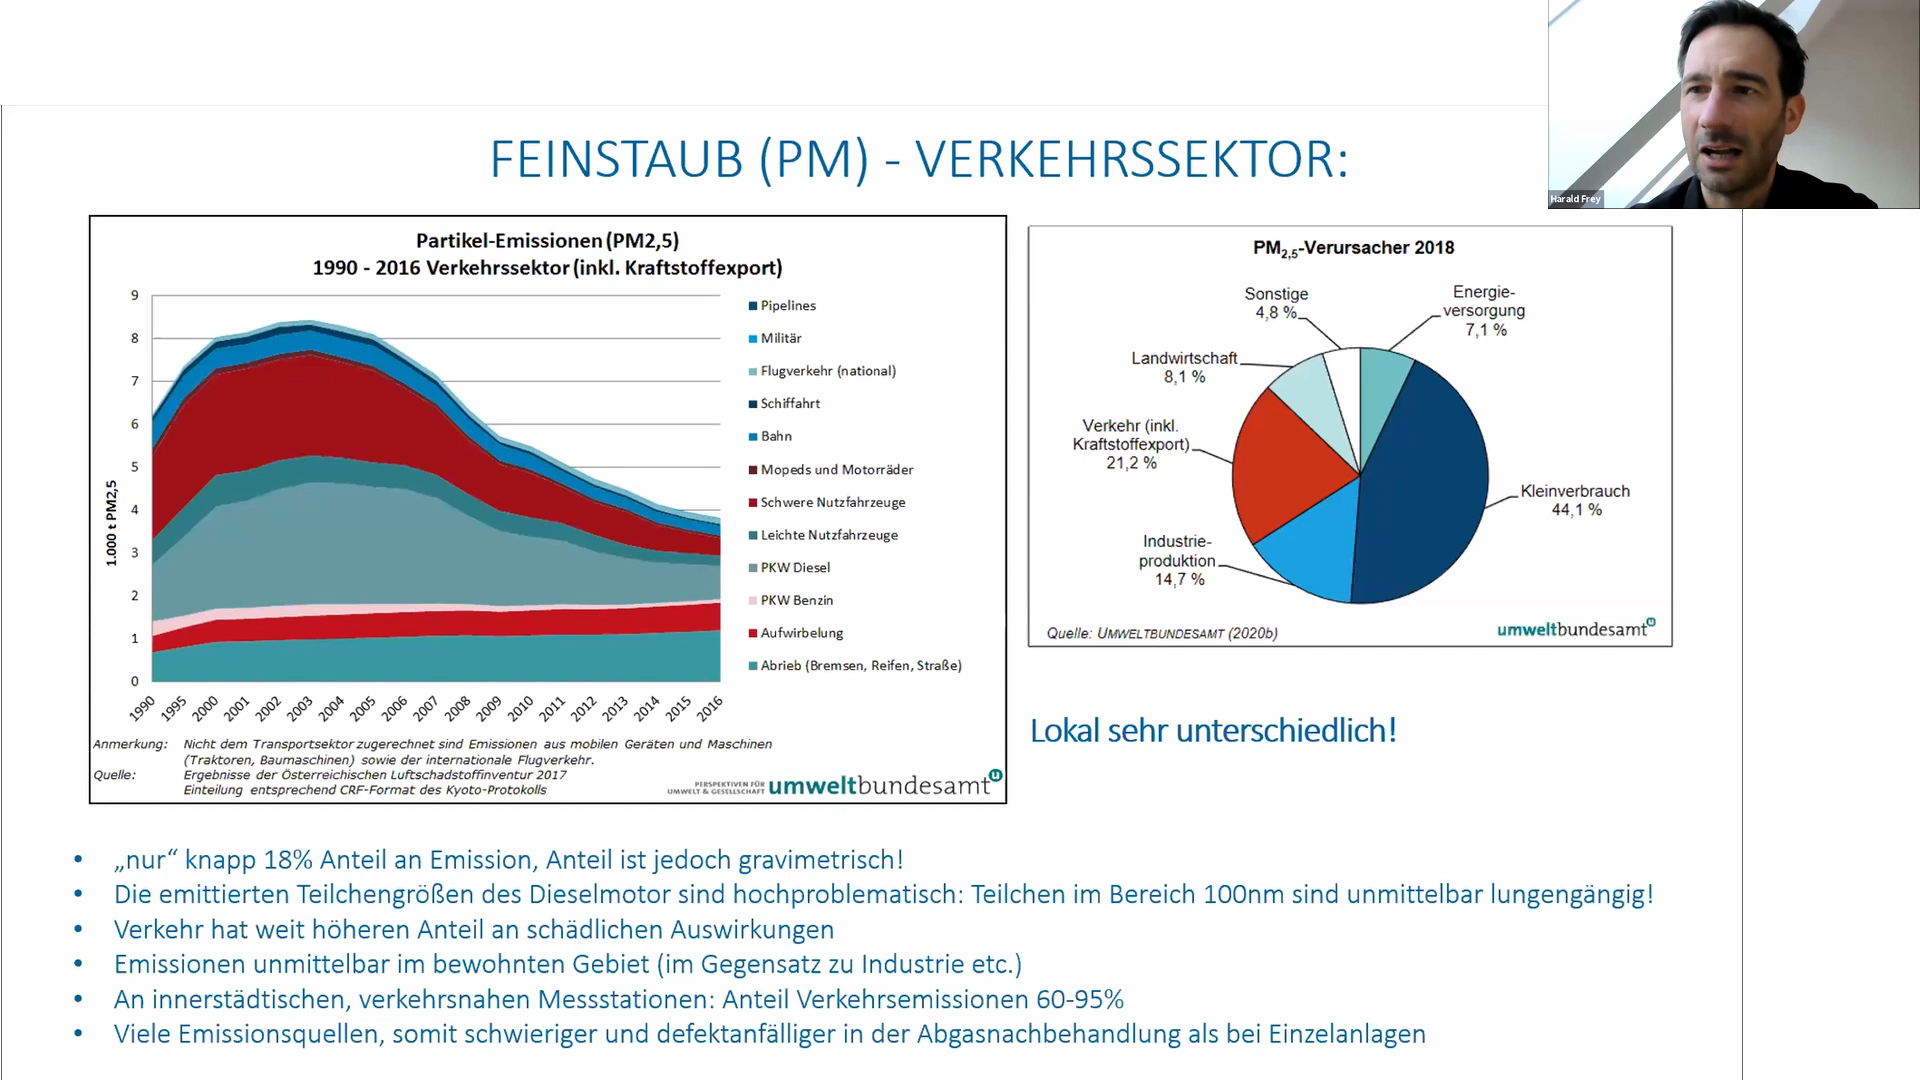 Harald Frey
FEINSTAUB (PM) - VERKEHRSSEKTOR:
Partikel-Emissionen (PM2,5)
1990 - 2016 Verkehrssektor (inkl. Kraftstoffexport)
9
8
7
6
5
4
3
2
1
0
1.000 t PM2,5
1990
1995
2000
2001
2002
2003
2004
2005
2006
2007
2008
2009
2010
2011
2012
2013
2014
2015
2016
Pipelines
Militär
Flugverkehr (national)
Schiffahrt
Bahn
Mopeds und Motorräder
Schwere Nutzfahrzeuge
Leichte Nutzfahrzeuge
PKW Diesel
PKW Benzin
Aufwirbelung
Abrieb (Bremsen, Reifen, Straße)
Anmerkung: Nicht dem Transportsektor zugerechnet sind Emissionen aus mobilen Geräten und Maschinen
(Traktoren, Baumaschinen) sowie der internationale Flugverkehr.
Quelle: Ergebnisse der Österreichischen Luftschadstoffinventur 2017
Einteilung entsprechend CRF-Format des Kyoto-Protokolls
PERSPEKTIVEN FÜR
UMWELT & GESELLSCHAFT
umweltbundesamt
PM2,5-Verursacher 2018
Sonstige
4,8 %
Energie-
versorgung
7,1 %
Landwirtschaft
8,1 %
Verkehr (inkl.
Kraftstoffexport)
21,2 %
Kleinverbrauch
44,1 %
Industrie-
produktion
14,7 %
Quelle: UMWELTBUNDESAMT (2020b)
umweltbundesamt
Lokal sehr unterschiedlich!
• „nur“ knapp 18% Anteil an Emission, Anteil ist jedoch gravimetrisch!
• Die emittierten Teilchengrößen des Dieselmotor sind hochproblematisch: Teilchen im Bereich 100nm sind unmittelbar lungengängig!
• Verkehr hat weit höheren Anteil an schädlichen Auswirkungen
• Emissionen unmittelbar im bewohnten Gebiet (im Gegensatz zu Industrie etc.)
• An innerstädtischen, verkehrsnahen Messstationen: Anteil Verkehrsemissionen 60-95%
• Viele Emissionsquellen, somit schwieriger und defektanfälliger in der Abgasnachbehandlung als bei Einzelanlagen